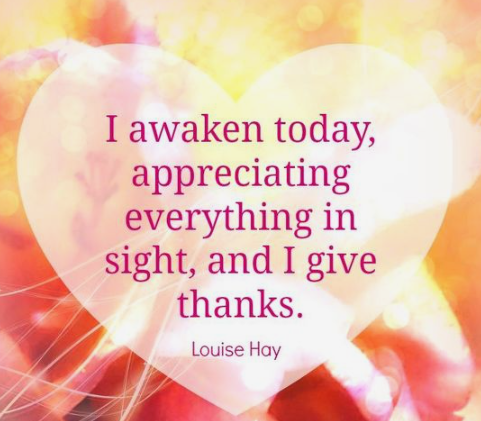 I awaken today,
appreciating
everything in
sight, and I give
thanks.
Louise Hay